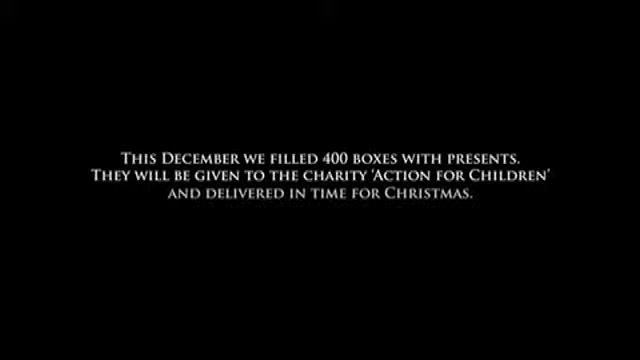 This December we filled 400 boxes with presents.
They will be given to the charity 'Action for Children'
and delivered in time for Christmas.